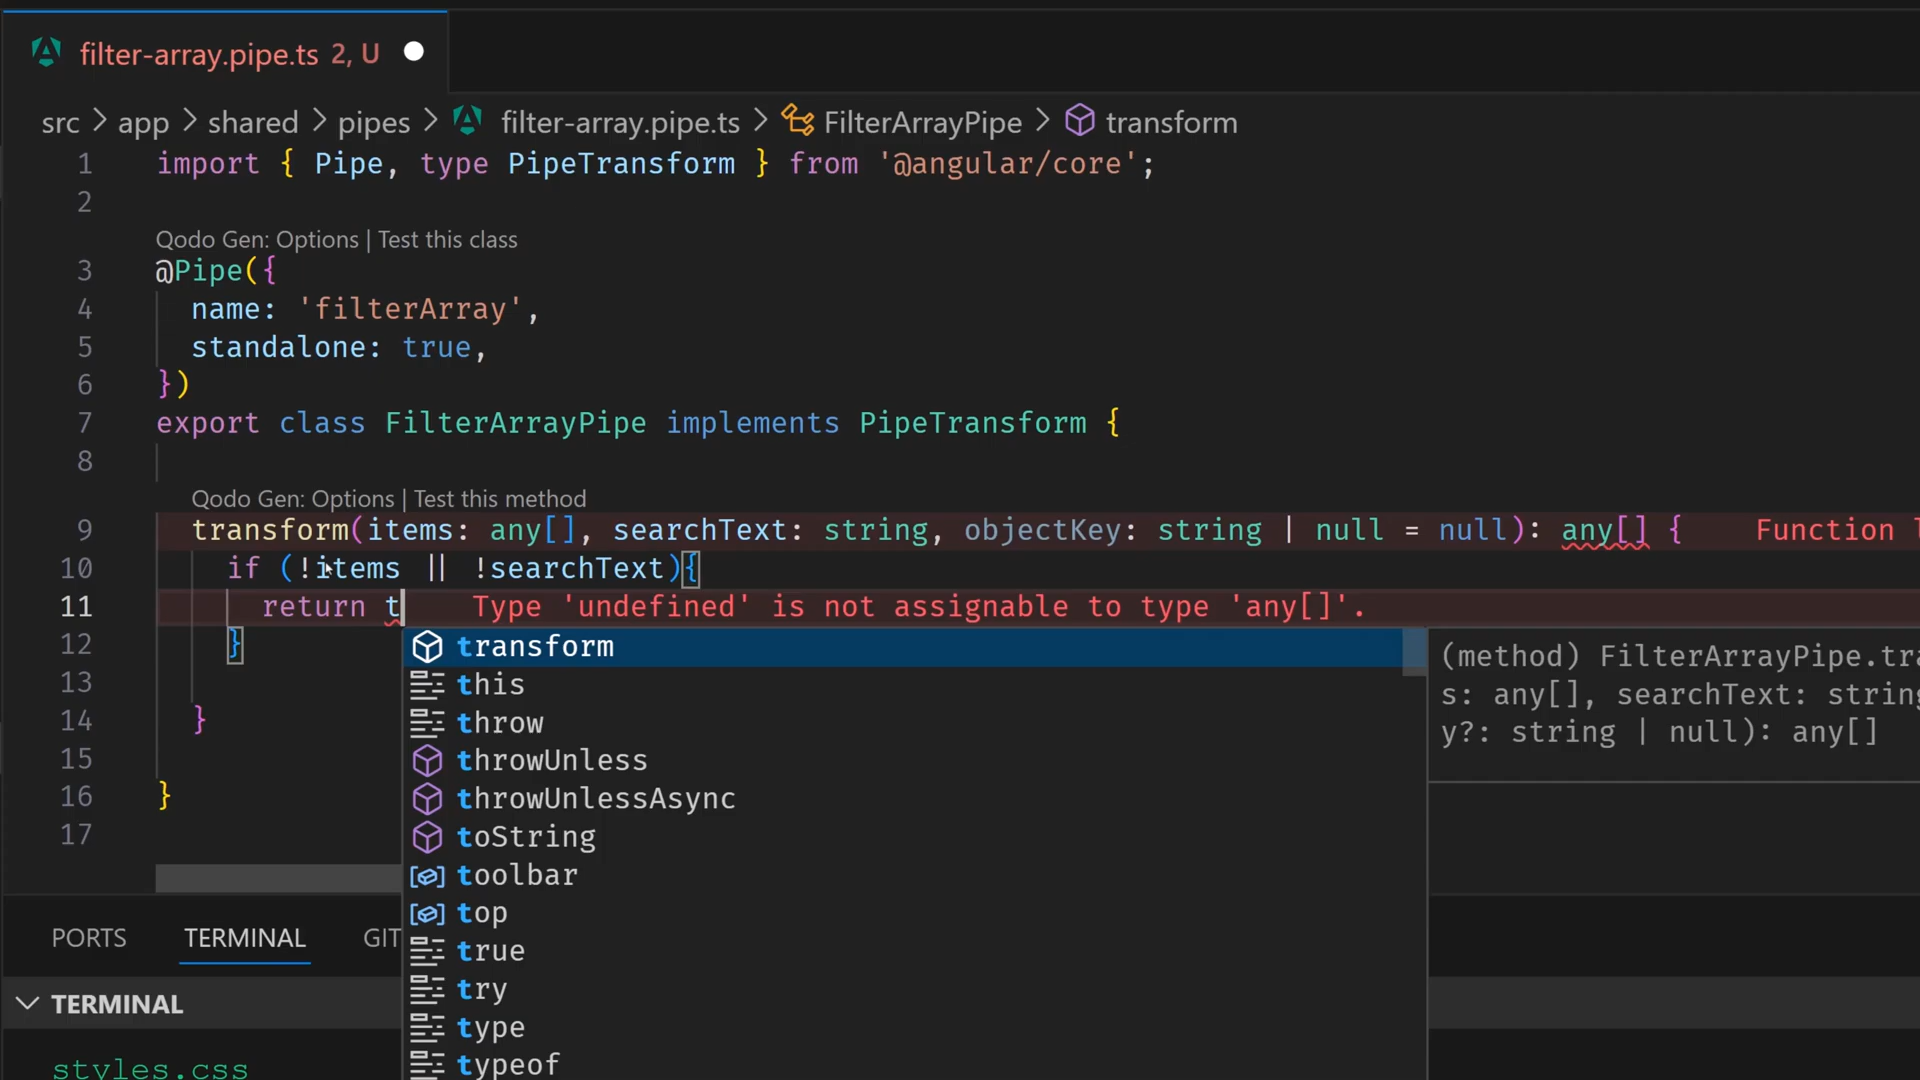 filter-array.pipe.ts 2, U
src > app > shared > pipes > filter-array.pipe.ts > FilterArrayPipe > transform
1 import { Pipe, type PipeTransform } from '@angular/core';
2
Qodo Gen: Options | Test this class
3 @Pipe({
4 name: 'filterArray',
5 standalone: true,
6 })
7 export class FilterArrayPipe implements PipeTransform {
8
Qodo Gen: Options | Test this method
9 transform(items: any[], searchText: string, objectKey: string | null = null): any[] { Function
10 if (!items || !searchText){
11 return t Type 'undefined' is not assignable to type 'any[]'.
12 }
13
14 }
15
16 }
17
transform
this
throw
throwUnless
throwUnlessAsync
toString
toolbar
top
true
try
type
typeof
(method) FilterArrayPipe.tra
s: any[], searchText: string
y?: string | null): any[]
PORTS TERMINAL GIT
TERMINAL
styles.css